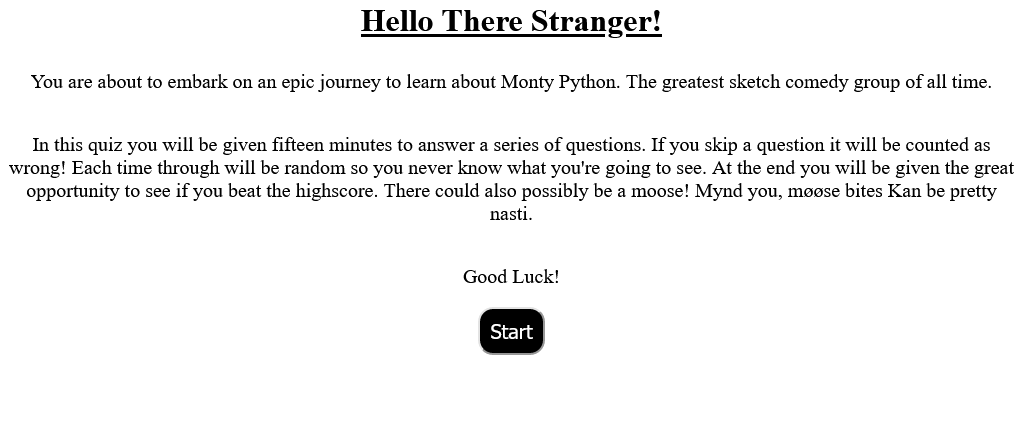 Hello There Stranger!
You are about to embark on an epic journey to learn about Monty Python. The greatest sketch comedy group of all time.
In this quiz you will be given fifteen minutes to answer a series of questions. If you skip a question it will be counted as
wrong! Each time through will be random so you never know what you're going to see. At the end you will be given the great
opportunity to see if you beat the highscore. There could also possibly be a moose! Mynd you, møøse bites Kan be pretty
nasti.
Good Luck!
Start